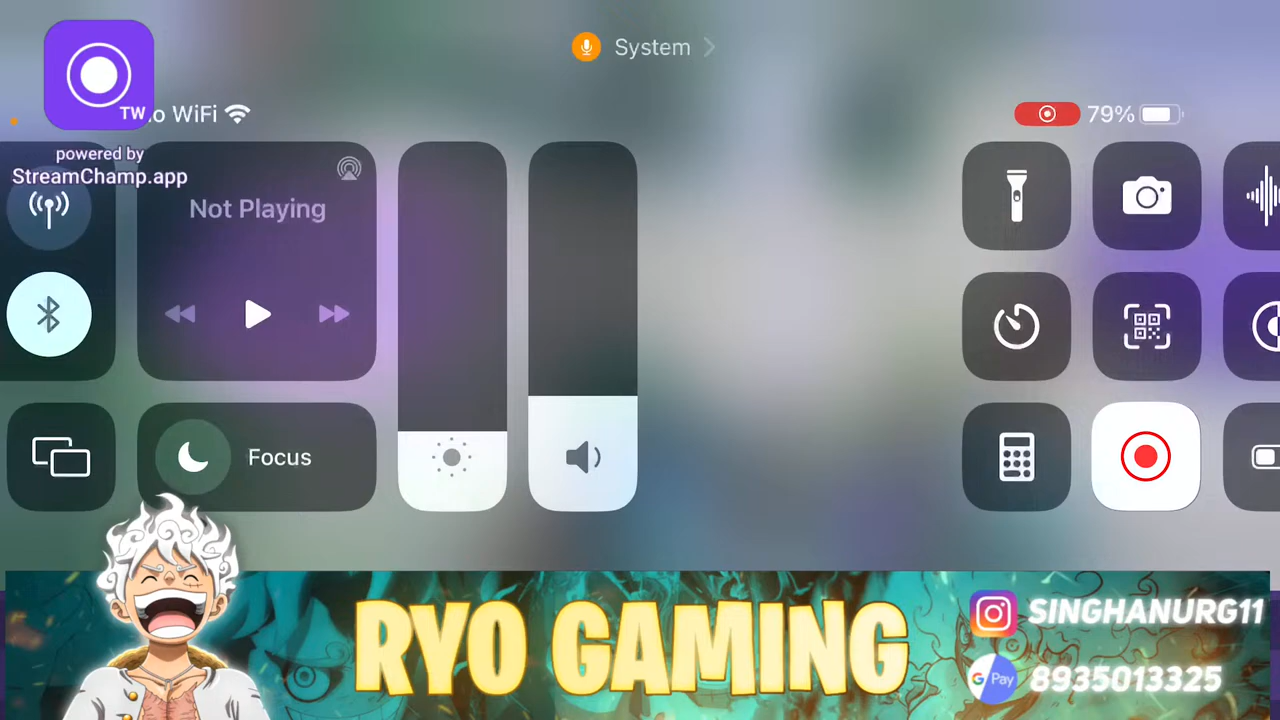 System
TW
.o WiFi
79%
powered by
StreamChamp.app
Not Playing
Focus
RYO GAMING
SINGHANURG11
G Pay
8935013325